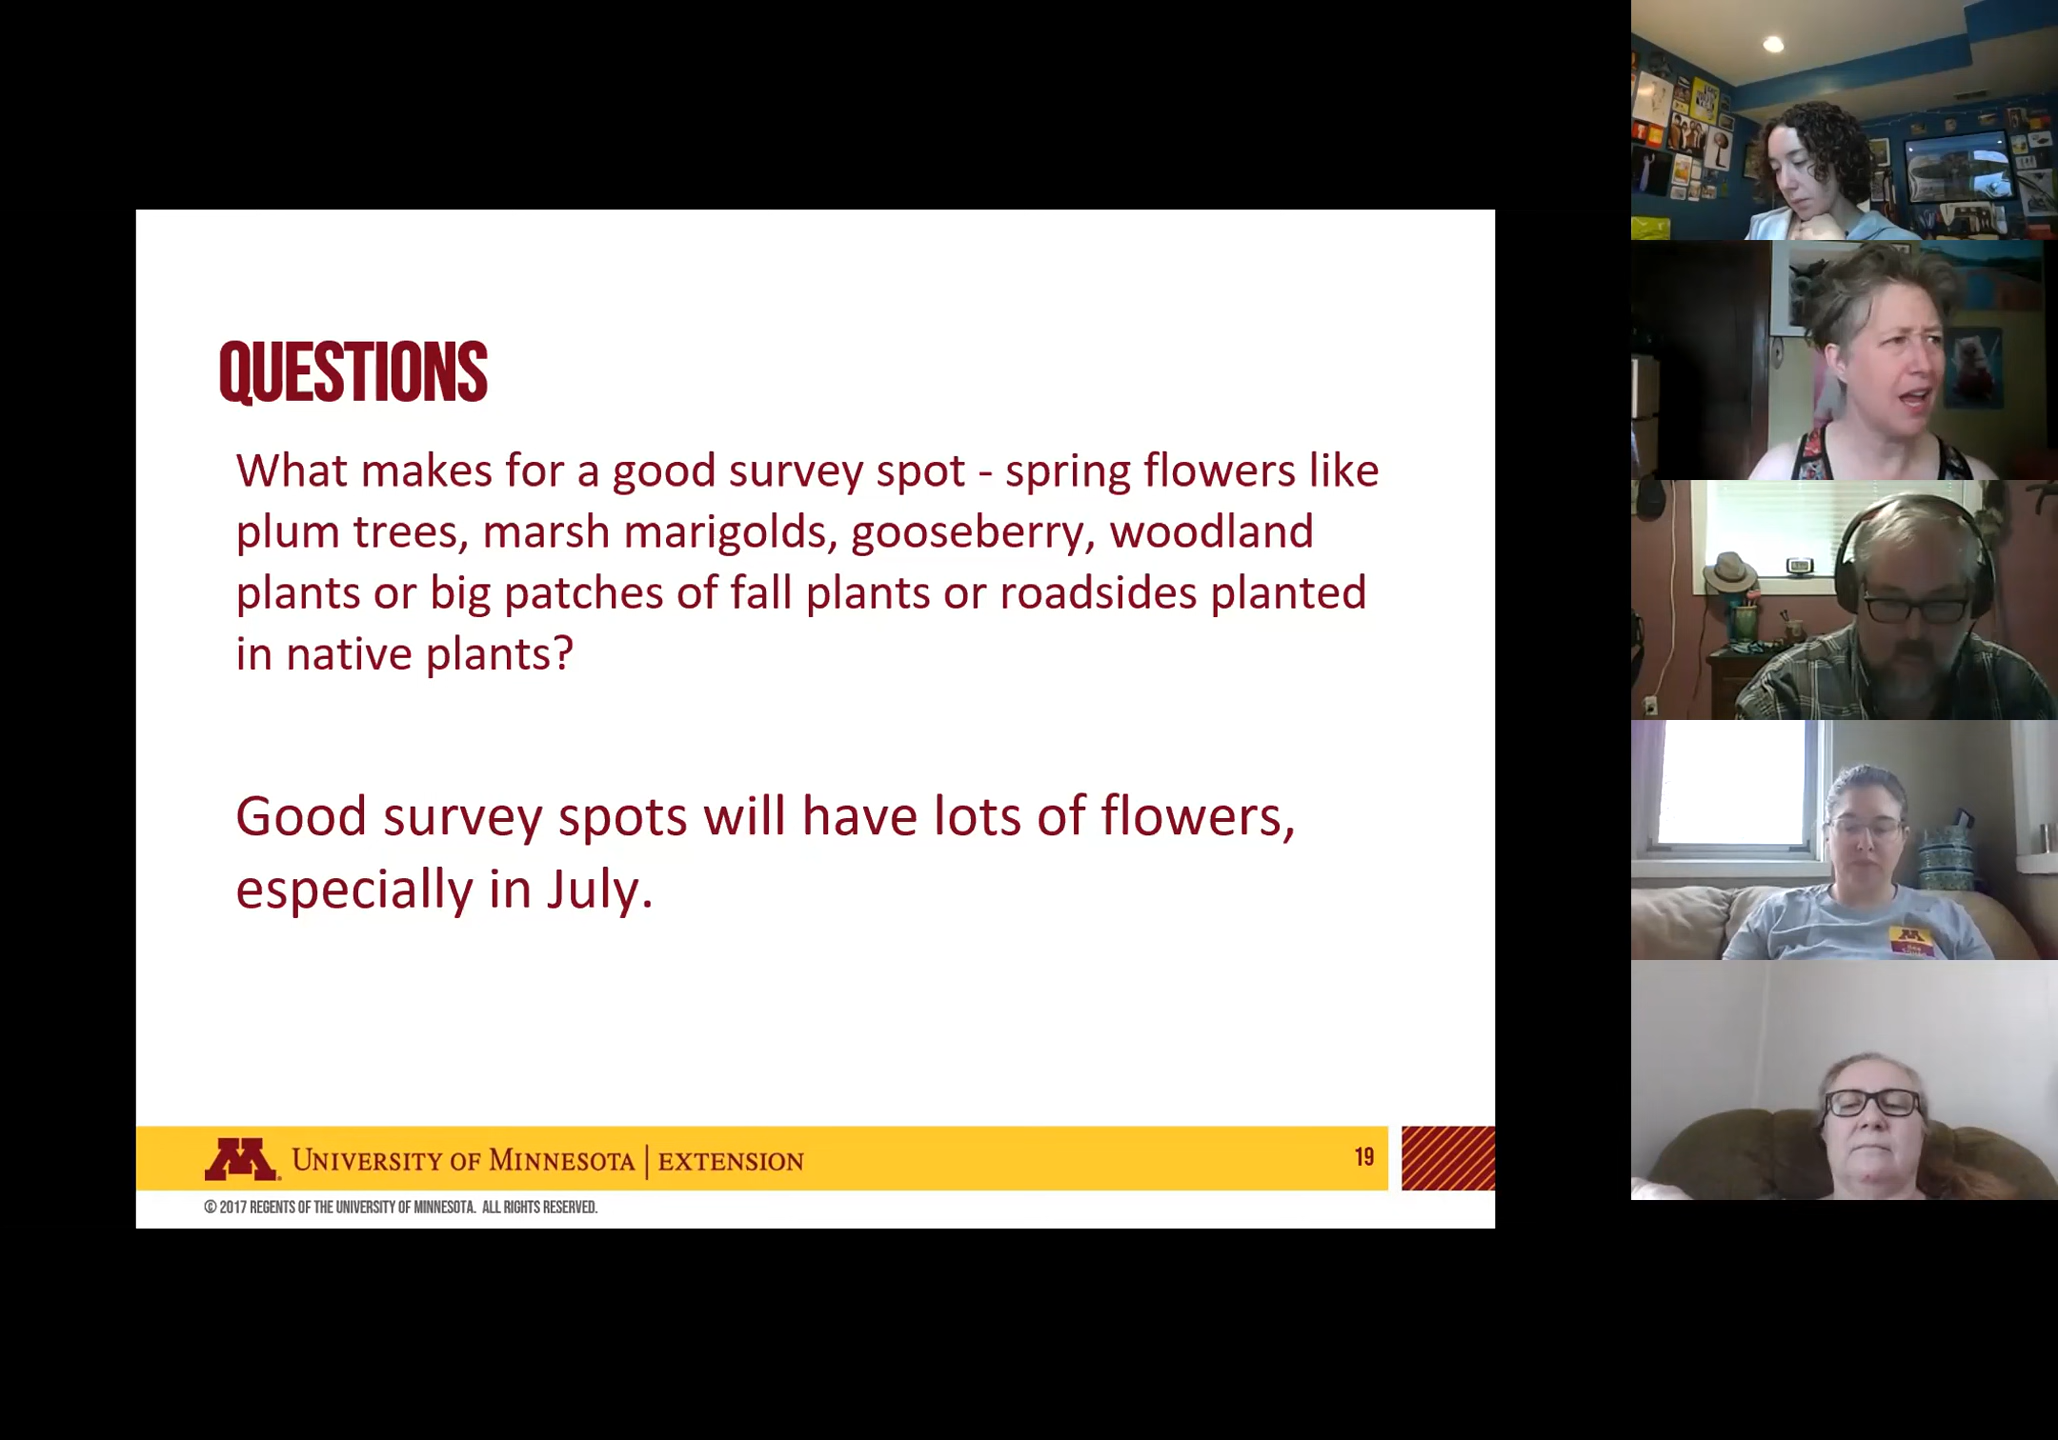 QUESTIONS
What makes for a good survey spot - spring flowers like
plum trees, marsh marigolds, gooseberry, woodland
plants or big patches of fall plants or roadsides planted
in native plants?
Good survey spots will have lots of flowers,
especially in July.
M UNIVERSITY OF MINNESOTA | EXTENSION
19
© 2017 REGENTS OF THE UNIVERSITY OF MINNESOTA. ALL RIGHTS RESERVED.
M